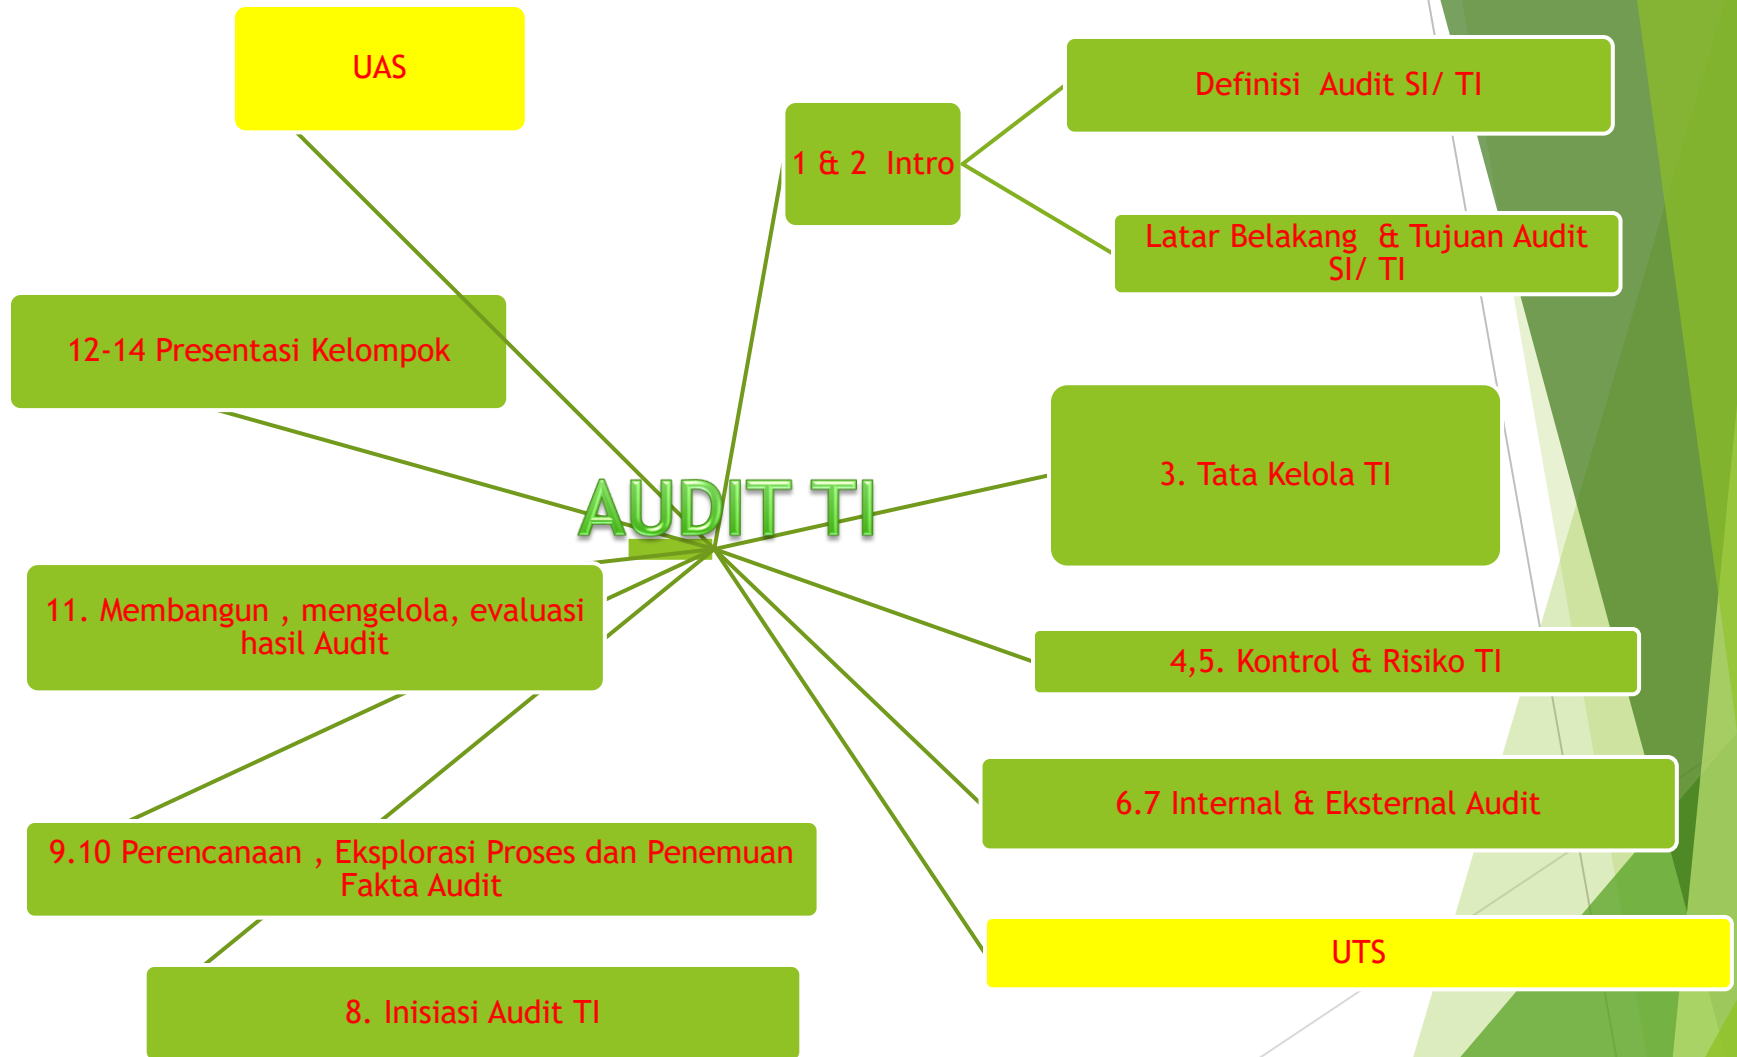 UAS
1 & 2  Intro
Definisi  Audit SI/ TI
Latar Belakang  & Tujuan Audit
SI/ TI
12-14 Presentasi Kelompok
3. Tata Kelola TI
AUDIT TI
11. Membangun , mengelola, evaluasi
hasil Audit
4,5. Kontrol & Risiko TI
6.7 Internal & Eksternal Audit
9.10 Perencanaan , Eksplorasi Proses dan Penemuan
Fakta Audit
UTS
8. Inisiasi Audit TI